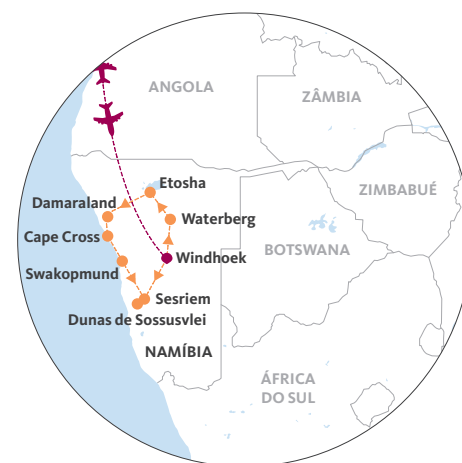 ANGOLA
ZÂMBIA
Etosha
ZIMBABUÉ
Damaraland
Waterberg
Cape Cross
BOTSWANA
Windhoek
Swakopmund
Sesriem
Dunas de Sossusvlei
NAMÍBIA
ÁFRICA
DO SUL